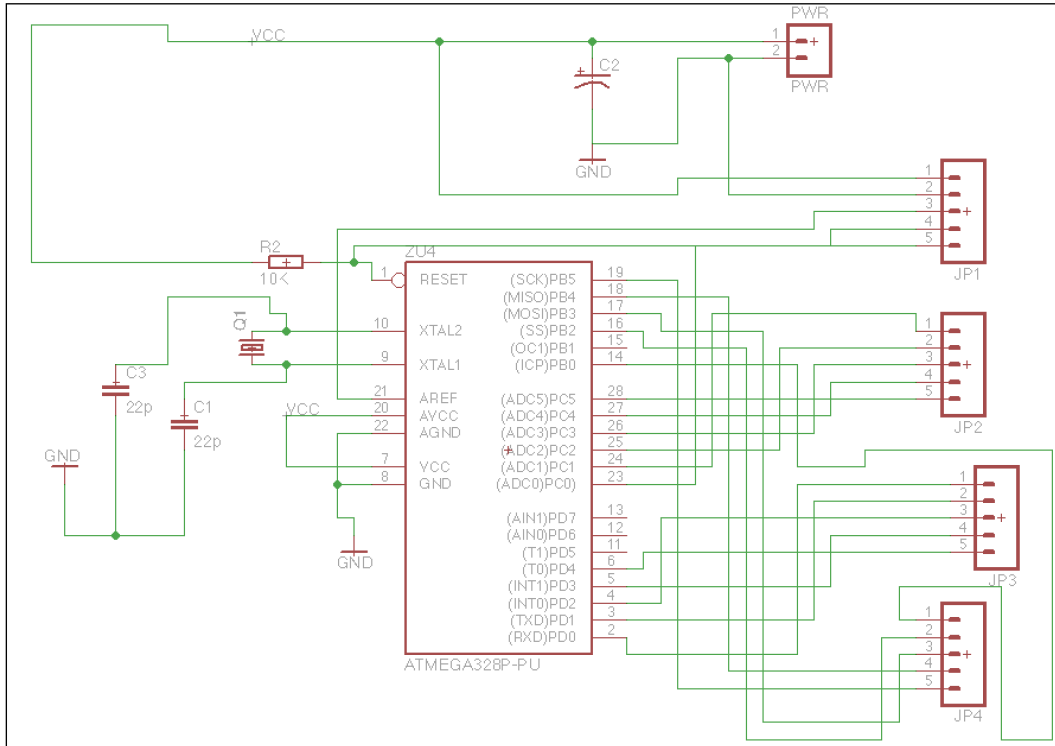 PWR
VCC
1
2
C2
PWR
GND
1
2
3
4
5
JP1
R2
10K
ZU4
1 RESET
(SCK)PB5 19
(MISO)PB4 18
(MOSI)PB3 17
10 XTAL2
(SS)PB2 16
(OC1)PB1 15
9 XTAL1
(ICP)PB0 14
Q1
1
2
3
4
5
JP2
C3
22p
C1
22p
21 AREF
(ADC5)PC5 28
VCC
20 AVCC
(ADC4)PC4 27
22 AGND
(ADC3)PC3 26
(ADC2)PC2 25
7 VCC
(ADC1)PC1 24
8 GND
(ADC0)PC0) 23
GND
1
2
3
4
5
JP3
(AIN1)PD7 13
(AIN0)PD6 12
(T1)PD5 11
(T0)PD4 6
(INT1)PD3 5
(INT0)PD2 4
(TXD)PD1 3
(RXD)PD0 2
GND
1
2
3
4
5
JP4
ATMEGA328P-PU